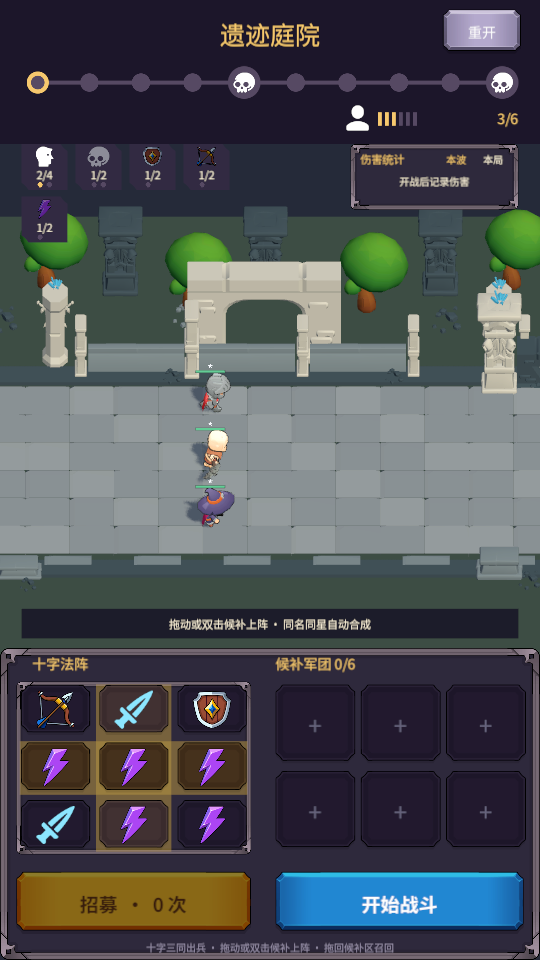 遗迹庭院
重开
3/6
2/4
1/2
1/2
1/2
1/2
伤害统计 本波 本局
开战后记录伤害
拖动或双击候补上阵 · 同名同星自动合成
十字法阵
候补军团 0/6
招募 · 0 次
开始战斗
十字三同出兵 · 拖动或双击候补上阵 · 拖回候补区召回